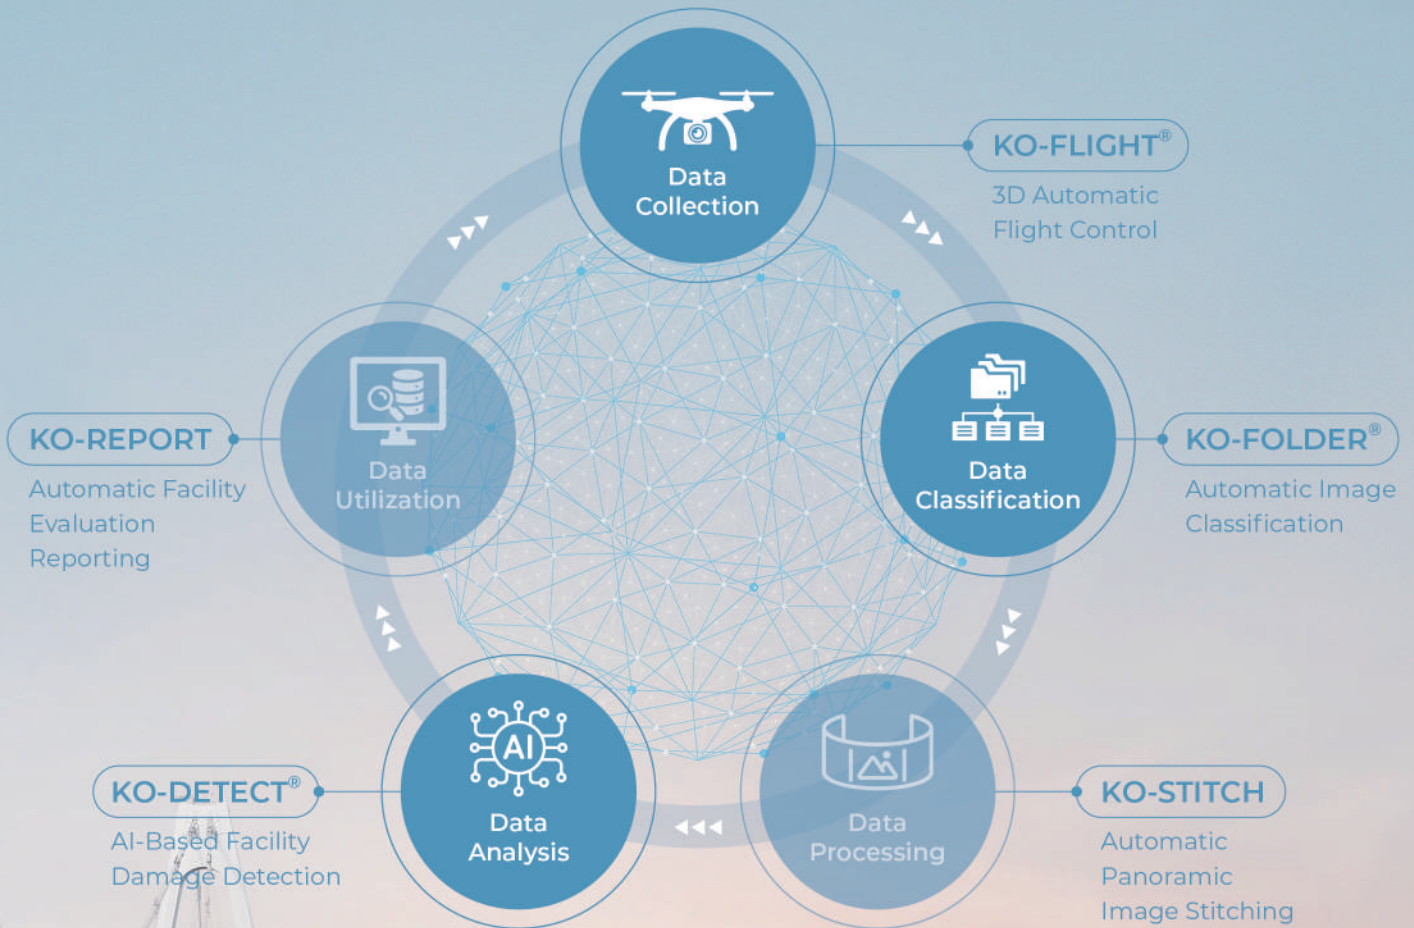 Data
Collection
KO-FLIGHT®
3D Automatic
Flight Control
Data
Classification
KO-FOLDER®
Automatic Image
Classification
Data
Processing
KO-STITCH
Automatic
Panoramic
Image Stitching
AI
Data
Analysis
KO-DETECT®
AI-Based Facility
Damage Detection
Data
Utilization
KO-REPORT
Automatic Facility
Evaluation
Reporting